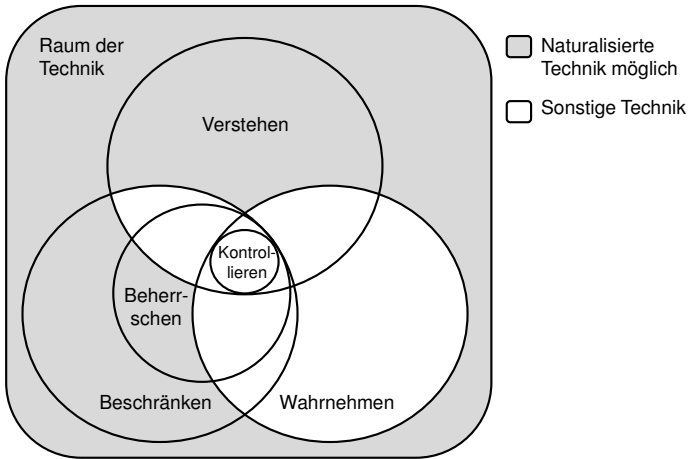 Raum der
Technik
Verstehen
Kontrol-
lieren
Beherr-
schen
Beschränken
Wahrnehmen
Naturalisierte
Technik möglich
Sonstige Technik